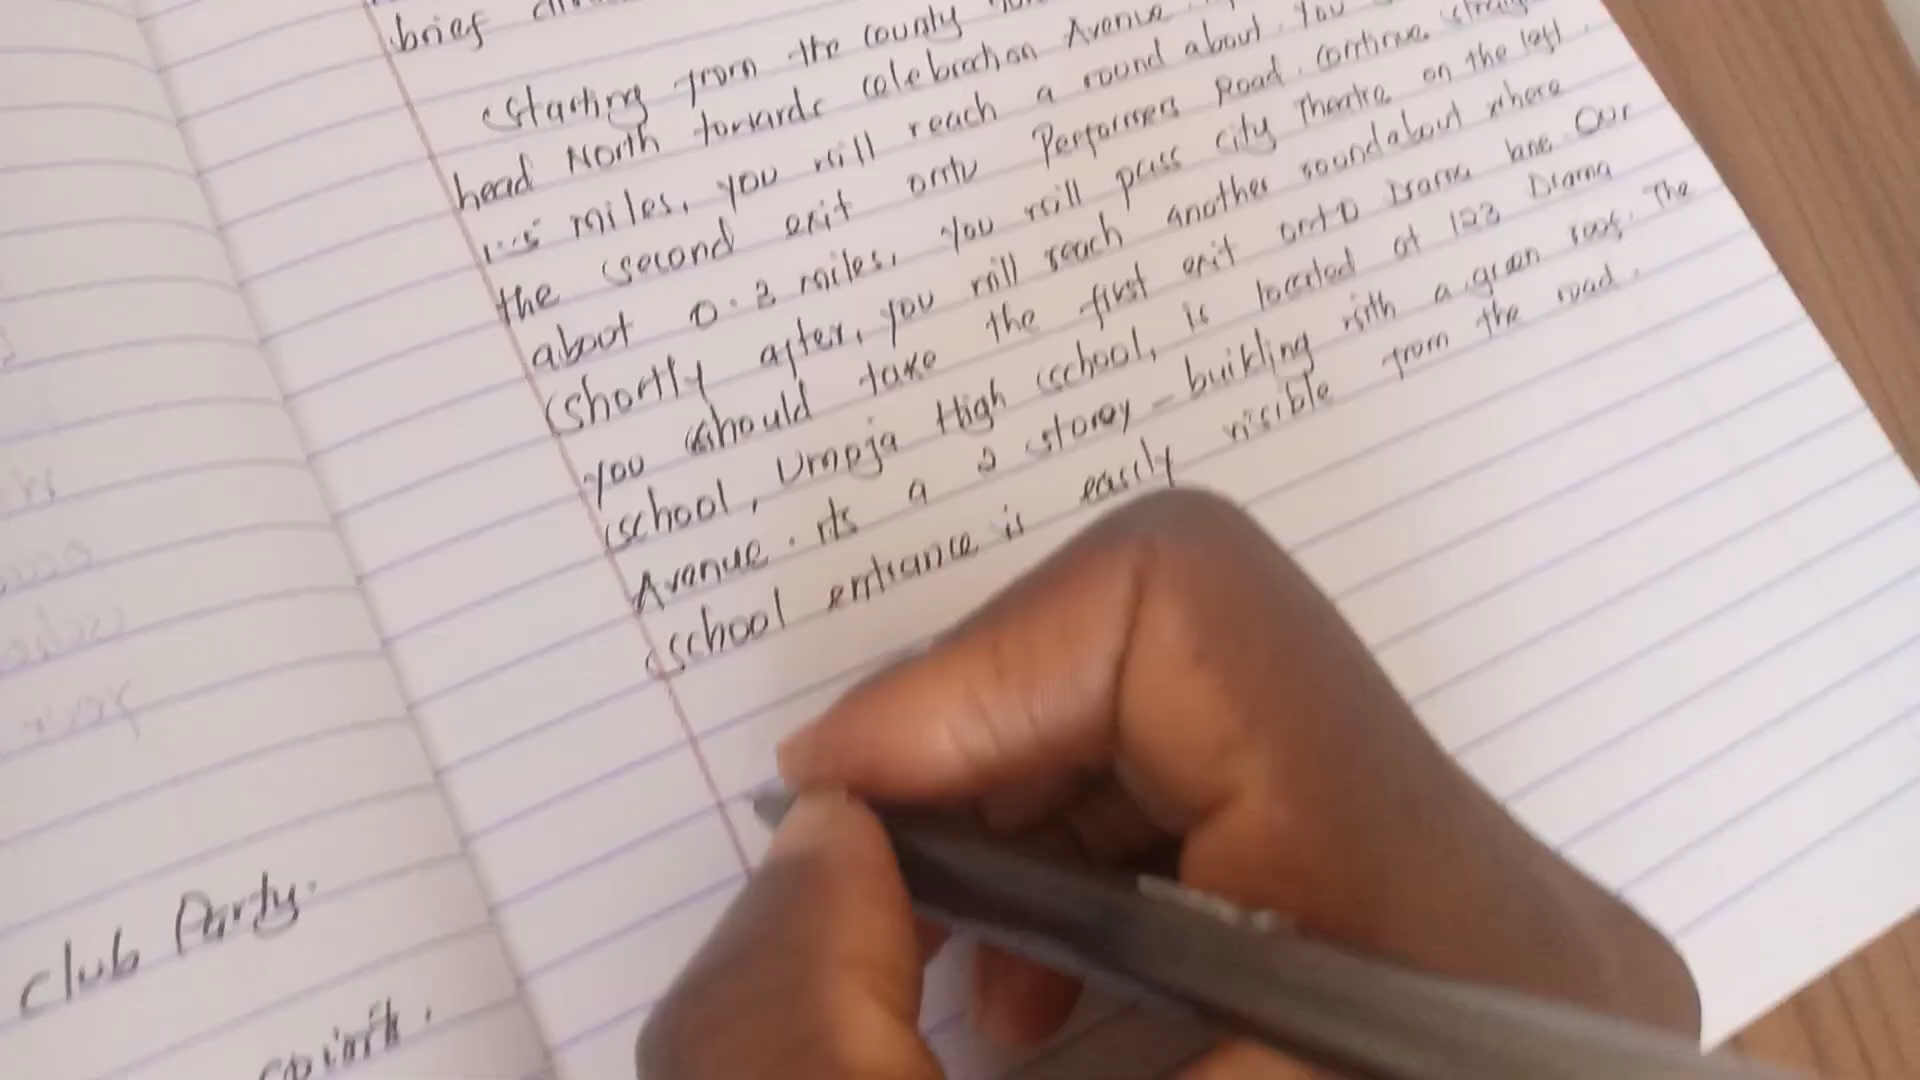 brief
Starting from the county
head North towards celebration Avenue.
1.5 miles, you will reach a round about. You
the second exit onto Performers Road. continue straight
about 0.3 miles, you will pass city Theatre on the left.
Shortly after, you will reach another roundabout where
you should take the first exit onto Drama lane. Our
school, Umoja High school, is located at 123 Drama
Avenue. its a 2 storey - building with a green roof. The
school entrance is easily visible from the road.
club Party.